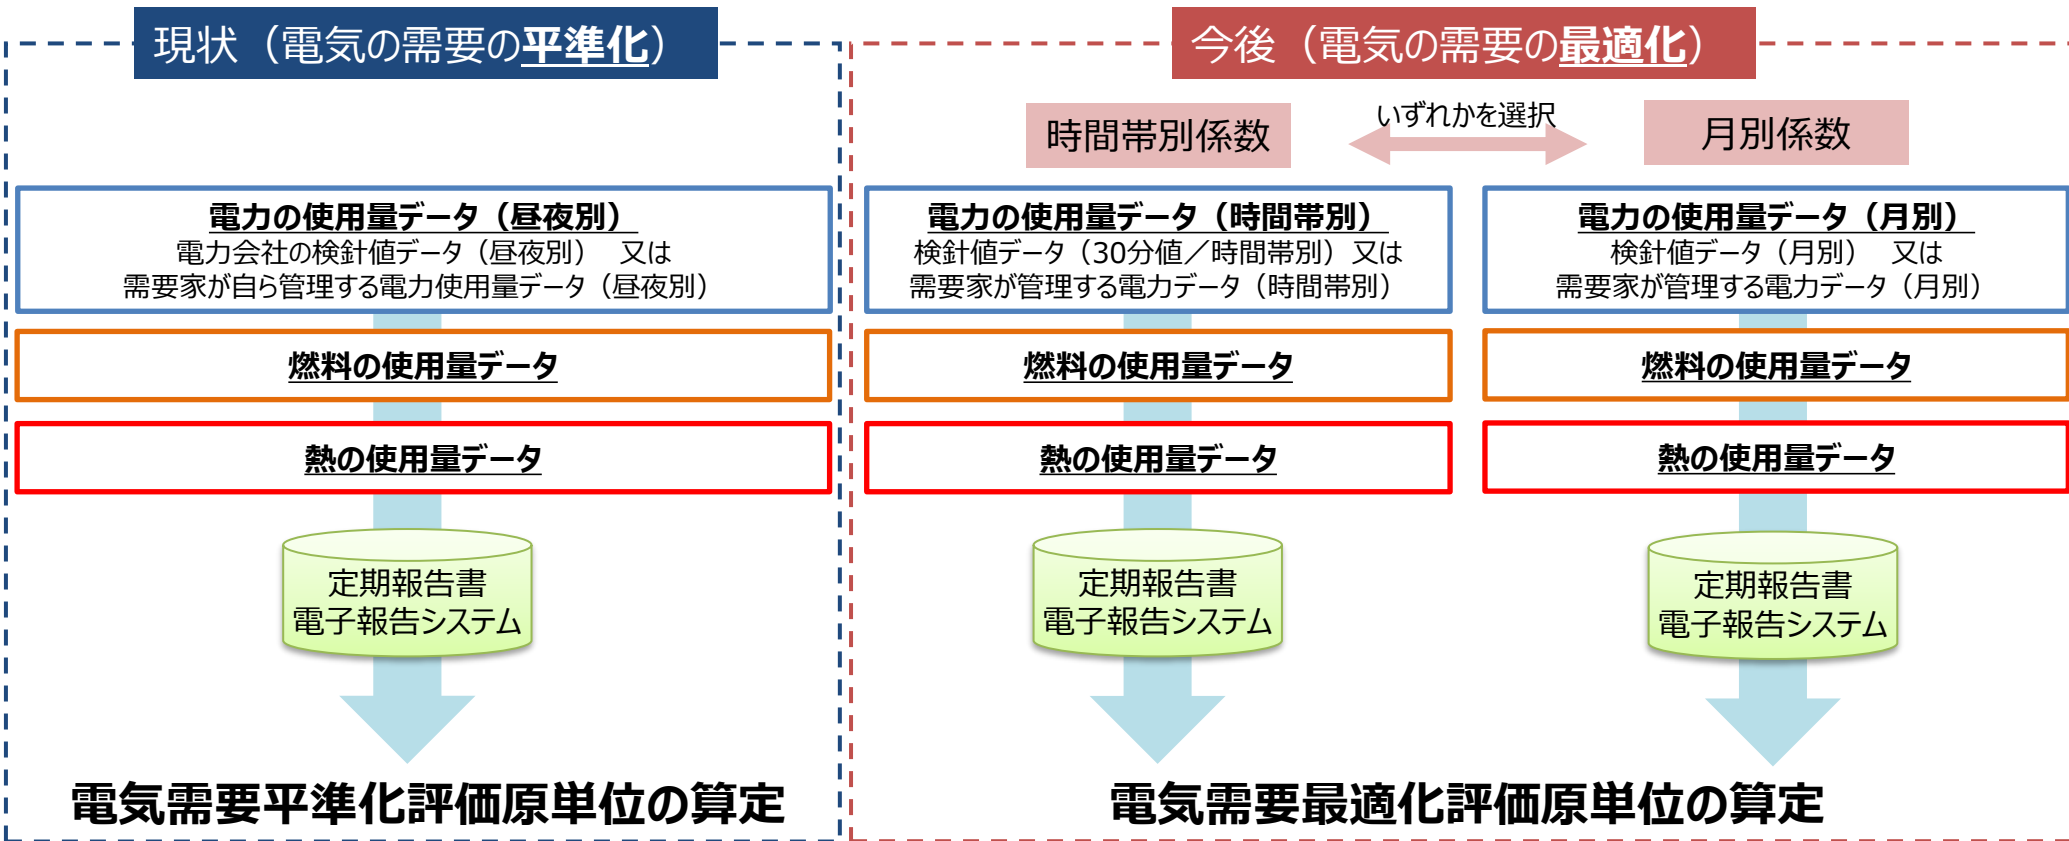 現状（電気の需要の平準化）
電力の使用量データ（昼夜別）
電力会社の検針値データ（昼夜別）　又は
需要家が自ら管理する電力使用量データ（昼夜別）
燃料の使用量データ
熱の使用量データ
定期報告書
電子報告システム
電気需要平準化評価原単位の算定
今後（電気の需要の最適化）
時間帯別係数
いずれかを選択
月別係数
電力の使用量データ（時間帯別）
検針値データ（30分値／時間帯別）又は
需要家が管理する電力データ（時間帯別）
燃料の使用量データ
熱の使用量データ
定期報告書
電子報告システム
電力の使用量データ（月別）
検針値データ（月別）　又は
需要家が管理する電力データ（月別）
燃料の使用量データ
熱の使用量データ
定期報告書
電子報告システム
電気需要最適化評価原単位の算定